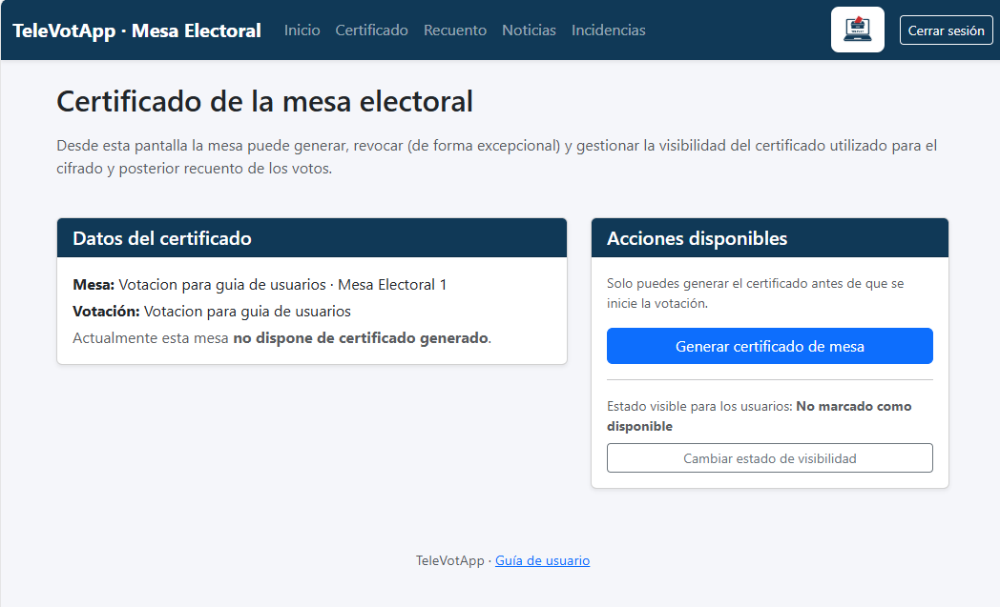 TeleVotApp · Mesa Electoral
Inicio
Certificado
Recuento
Noticias
Incidencias
Cerrar sesión
Certificado de la mesa electoral
Desde esta pantalla la mesa puede generar, revocar (de forma excepcional) y gestionar la visibilidad del certificado utilizado para el
cifrado y posterior recuento de los votos.
Datos del certificado
Mesa: Votacion para guia de usuarios · Mesa Electoral 1
Votación: Votacion para guia de usuarios
Actualmente esta mesa no dispone de certificado generado.
Acciones disponibles
Solo puedes generar el certificado antes de que se
inicie la votación.
Generar certificado de mesa
Estado visible para los usuarios: No marcado como
disponible
Cambiar estado de visibilidad
TeleVotApp · Guía de usuario